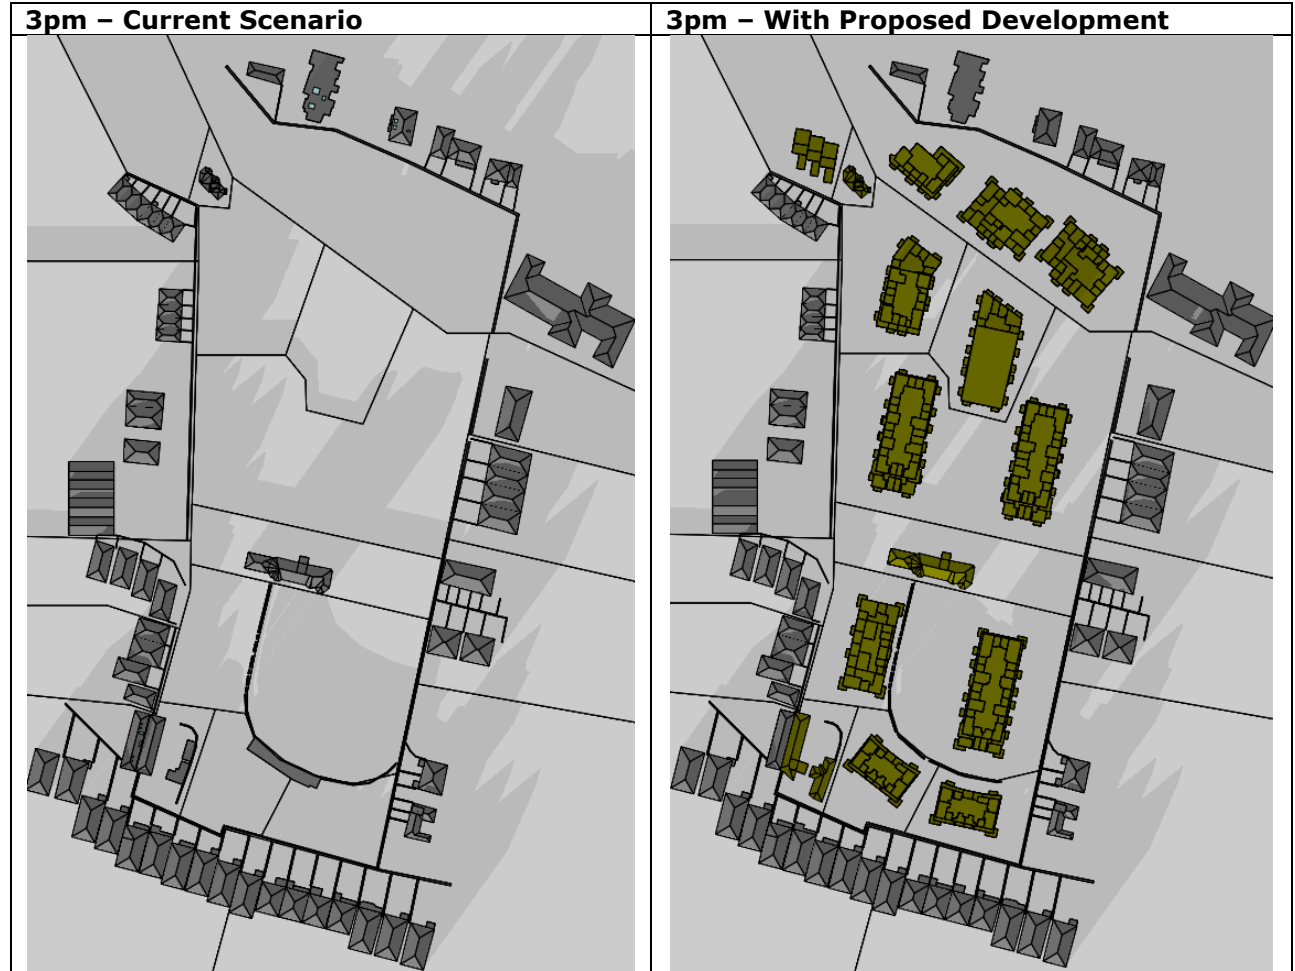 3pm – Current Scenario
3pm – With Proposed Development